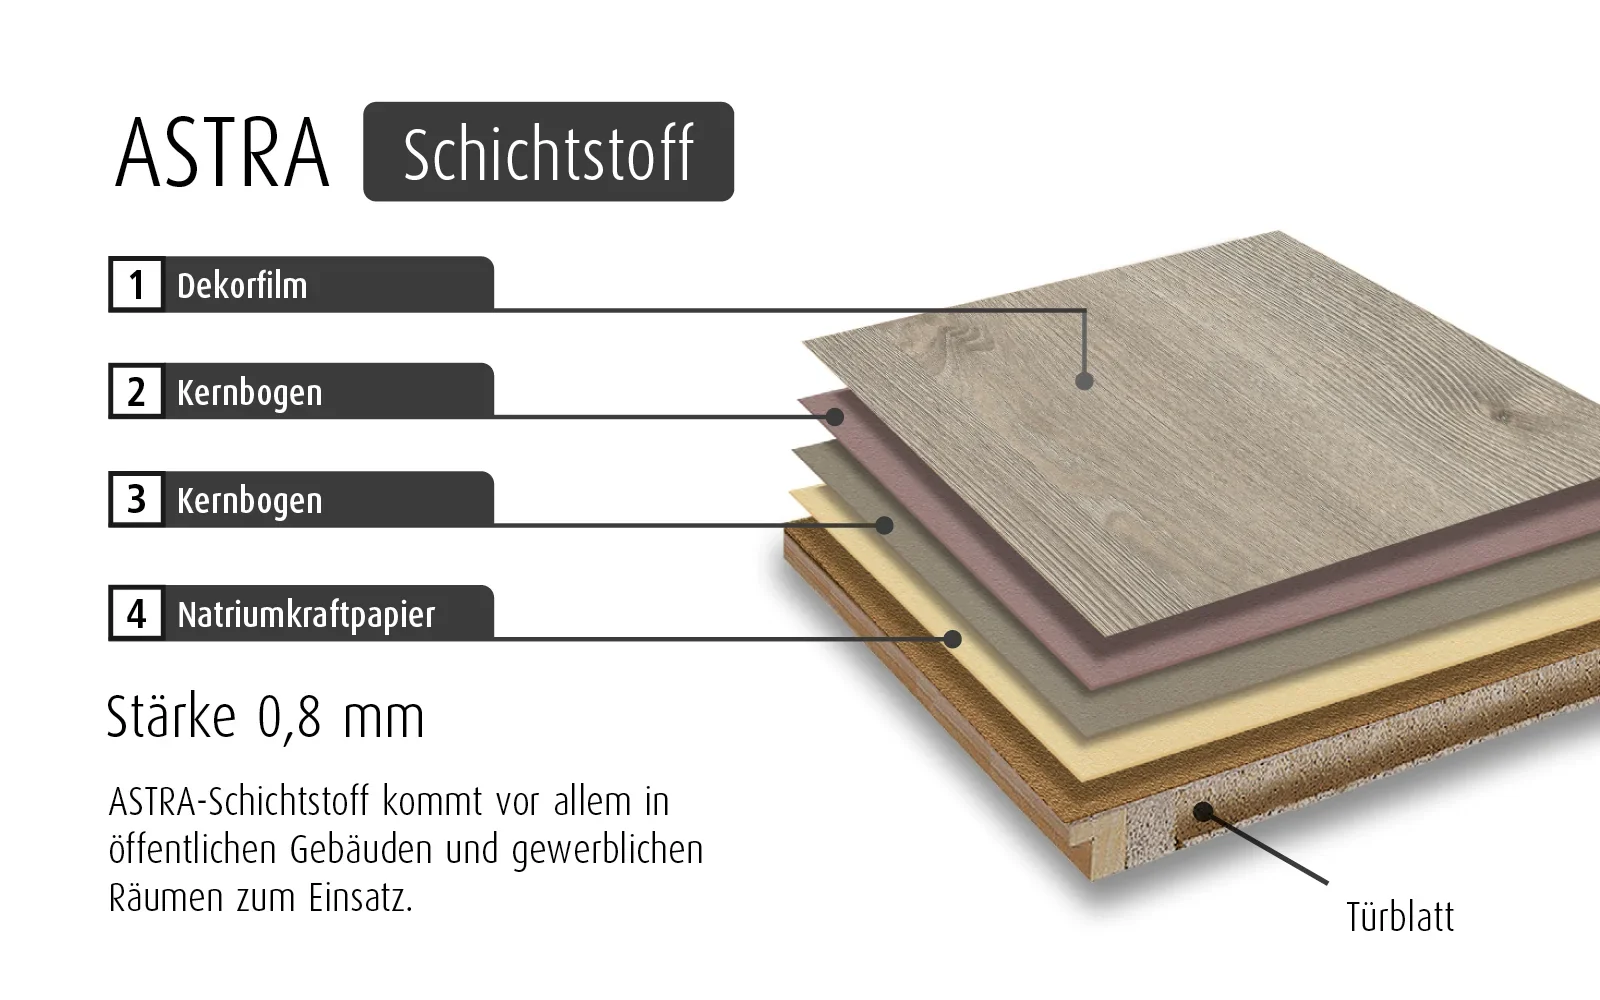 ASTRA Schichtstoff
1 Dekorfilm
2 Kernbogen
3 Kernbogen
4 Natriumkraftpapier
Stärke 0,8 mm
ASTRA-Schichtstoff kommt vor allem in
öffentlichen Gebäuden und gewerblichen
Räumen zum Einsatz.
Türblatt